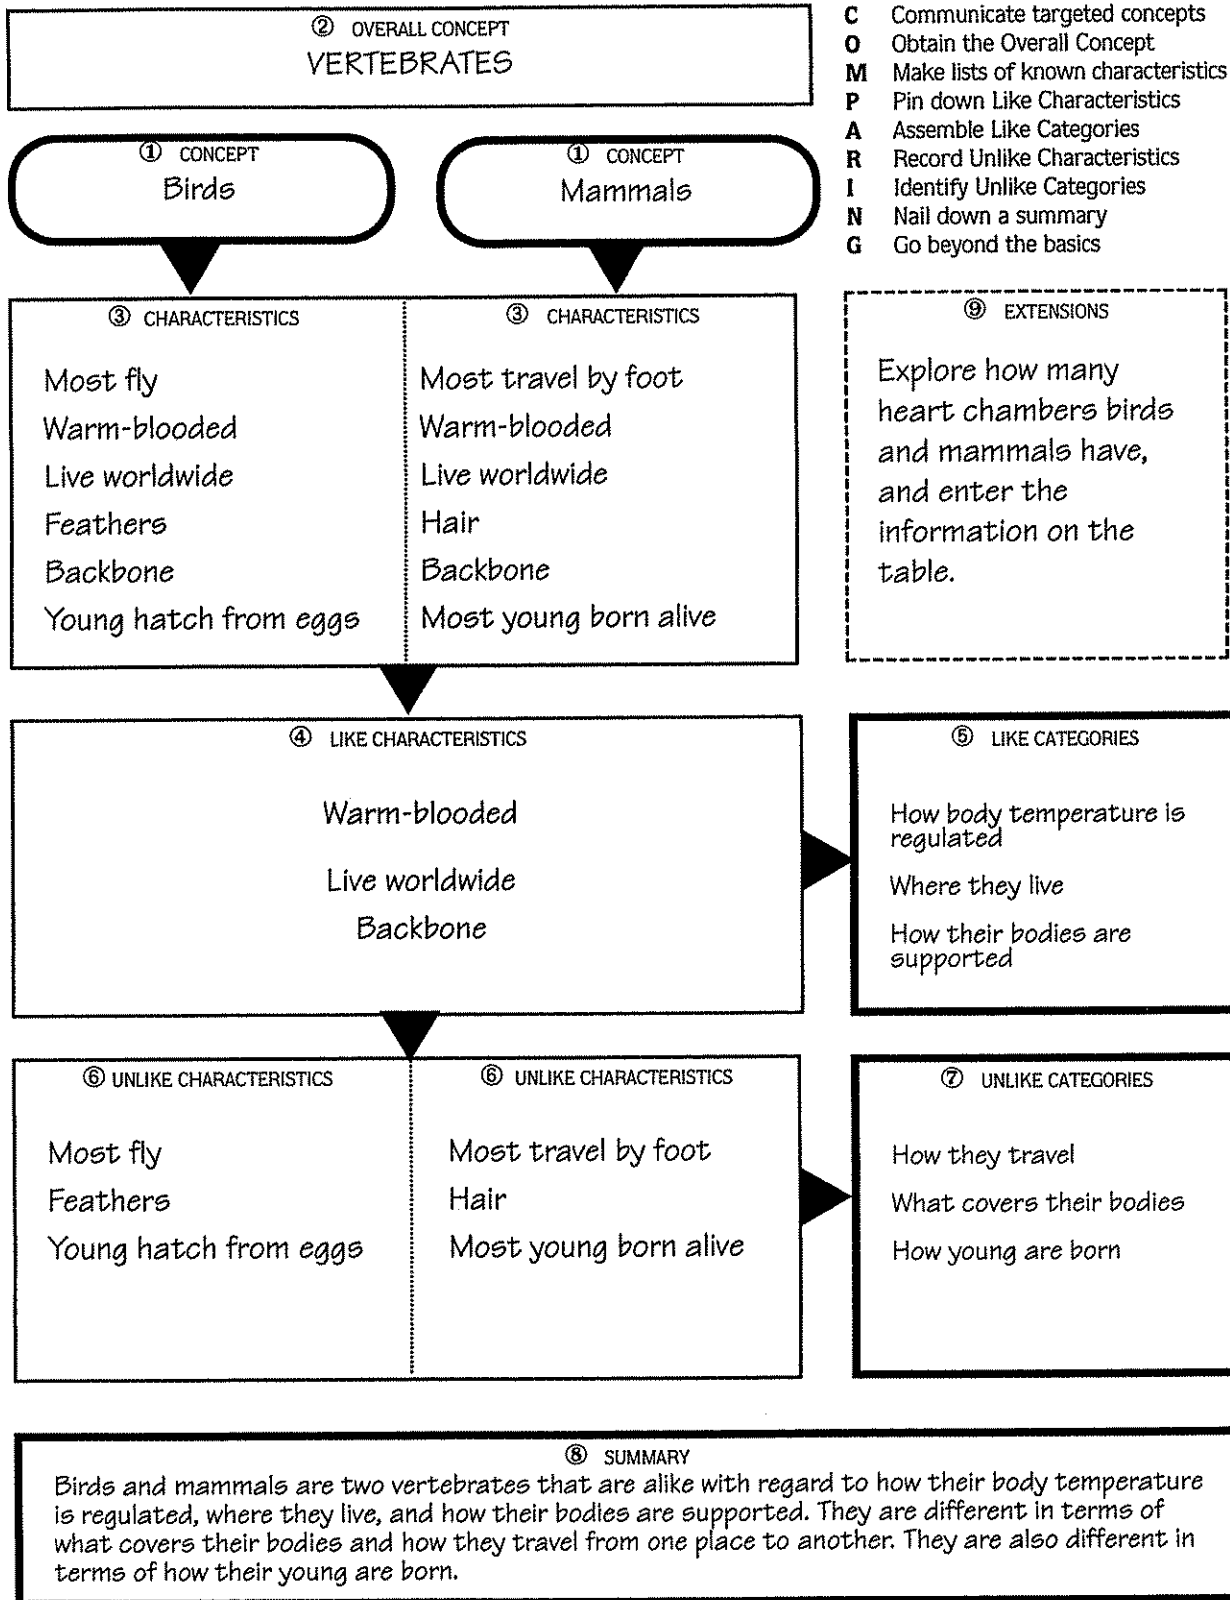 ② OVERALL CONCEPT
VERTEBRATES
C Communicate targeted concepts
O Obtain the Overall Concept
M Make lists of known characteristics
P Pin down Like Characteristics
A Assemble Like Categories
R Record Unlike Characteristics
I Identify Unlike Categories
N Nail down a summary
G Go beyond the basics
① CONCEPT
Birds
① CONCEPT
Mammals
③ CHARACTERISTICS
Most fly
Warm-blooded
Live worldwide
Feathers
Backbone
Young hatch from eggs
③ CHARACTERISTICS
Most travel by foot
Warm-blooded
Live worldwide
Hair
Backbone
Most young born alive
⑨ EXTENSIONS
Explore how many
heart chambers birds
and mammals have,
and enter the
information on the
table.
④ LIKE CHARACTERISTICS
Warm-blooded
Live worldwide
Backbone
⑤ LIKE CATEGORIES
How body temperature is
regulated
Where they live
How their bodies are
supported
⑥ UNLIKE CHARACTERISTICS
Most fly
Feathers
Young hatch from eggs
⑥ UNLIKE CHARACTERISTICS
Most travel by foot
Hair
Most young born alive
⑦ UNLIKE CATEGORIES
How they travel
What covers their bodies
How young are born
⑧ SUMMARY
Birds and mammals are two vertebrates that are alike with regard to how their body temperature
is regulated, where they live, and how their bodies are supported. They are different in terms of
what covers their bodies and how they travel from one place to another. They are also different in
terms of how their young are born.